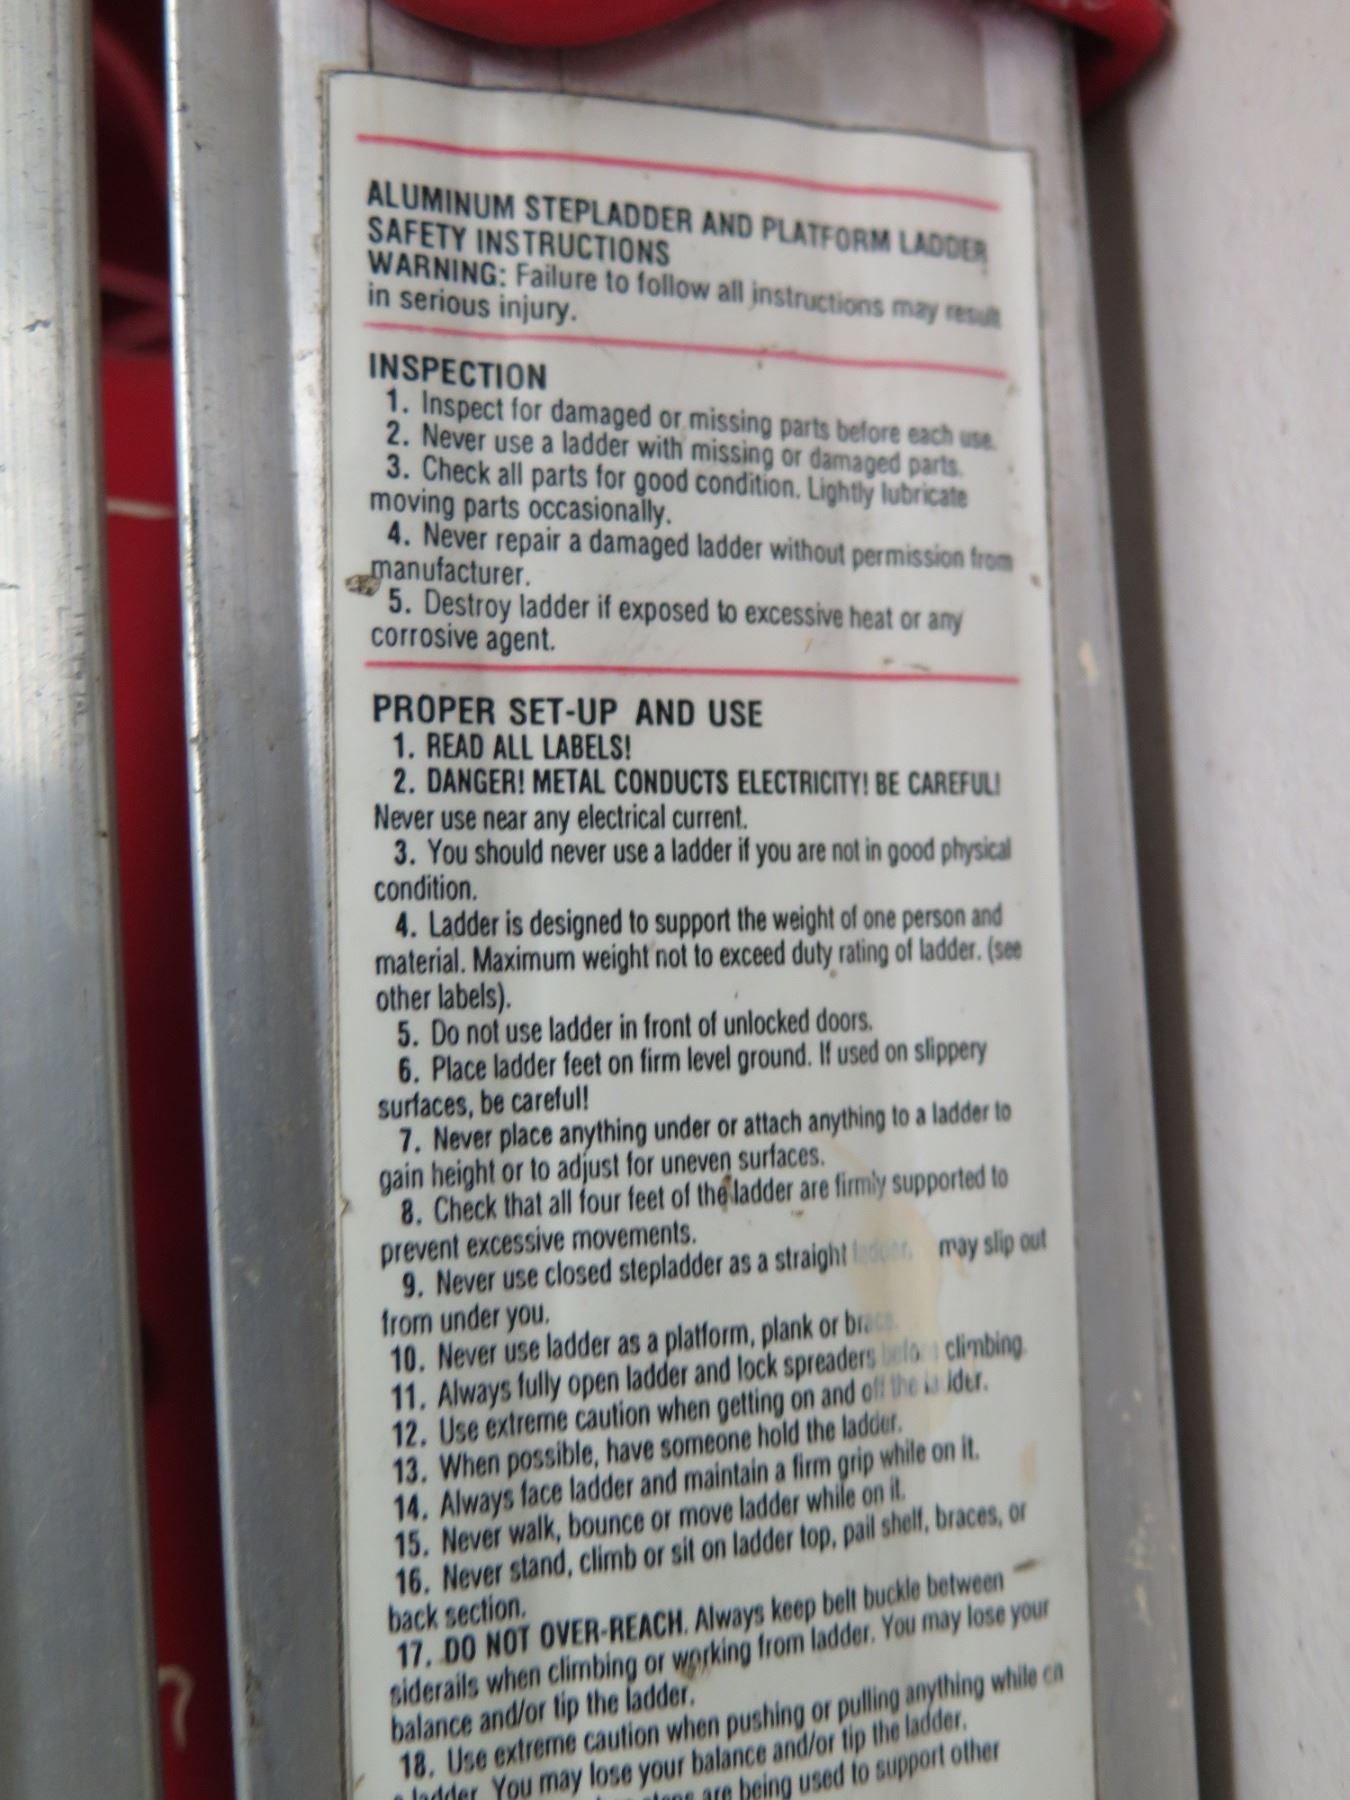 ALUMINUM STEPLADDER AND PLATFORM LADDER
SAFETY INSTRUCTIONS
WARNING: Failure to follow all instructions may result
in serious injury.
INSPECTION
1. Inspect for damaged or missing parts before each use.
2. Never use a ladder with missing or damaged parts.
3. Check all parts for good condition. Lightly lubricate
moving parts occasionally.
4. Never repair a damaged ladder without permission from
manufacturer.
5. Destroy ladder if exposed to excessive heat or any
corrosive agent.
PROPER SET-UP AND USE
1. READ ALL LABELS!
2. DANGER! METAL CONDUCTS ELECTRICITY! BE CAREFUL!
Never use near any electrical current.
3. You should never use a ladder if you are not in good physical
condition.
4. Ladder is designed to support the weight of one person and
material. Maximum weight not to exceed duty rating of ladder. (see
other labels).
5. Do not use ladder in front of unlocked doors.
6. Place ladder feet on firm level ground. If used on slippery
surfaces, be careful!
7. Never place anything under or attach anything to a ladder to
gain height or to adjust for uneven surfaces.
8. Check that all four feet of the ladder are firmly supported to
prevent excessive movements.
9. Never use closed stepladder as a straight ladder, may slip out
from under you.
10. Never use ladder as a platform, plank or brace.
11. Always fully open ladder and lock spreaders before climbing.
12. Use extreme caution when getting on and off the ladder.
13. When possible, have someone hold the ladder.
14. Always face ladder and maintain a firm grip while on it.
15. Never walk, bounce or move ladder while on it.
16. Never stand, climb or sit on ladder top, pail shelf, braces, or
back section.
17. DO NOT OVER-REACH. Always keep belt buckle between
siderails when climbing or working from ladder. You may lose your
balance and/or tip the ladder.
18. Use extreme caution when pushing or pulling anything while on
a ladder. You may lose your balance and/or tip the ladder.
are being used to support other